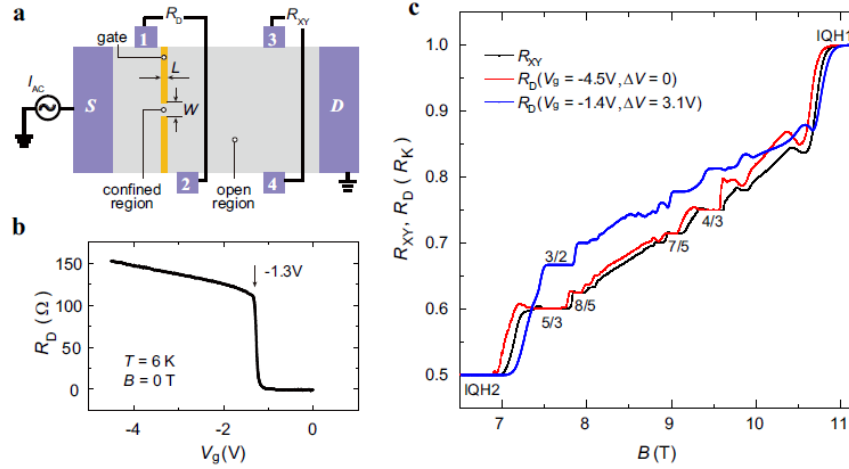 a
R_D
R_XY
1
3
gate
L
I_AC
S
W
D
confined
region
2
open
region
4
b
150
100
50
0
R_D (Ω)
-1.3V
T = 6 K
B = 0 T
-4
-2
0
V_g(V)
c
IQH1
1.0
0.9
0.8
0.7
0.6
0.5
R_XY, R_D ( R_K )
R_XY
R_D(V_g = -4.5V, ΔV = 0)
R_D(V_g = -1.4V, ΔV = 3.1V)
4/3
7/5
3/2
8/5
5/3
IQH2
7
8
9
10
11
B (T)